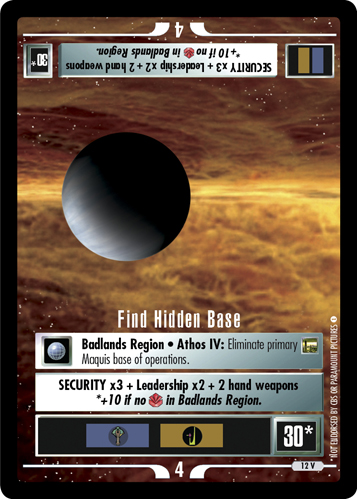 4
SECURITY x3 + Leadership x2 + 2 hand weapons
*+10 if no in Badlands Region.
30*
Find Hidden Base
Badlands Region • Athos IV: Eliminate primary
Maquis base of operations.
SECURITY x3 + Leadership x2 + 2 hand weapons
*+10 if no in Badlands Region.
30*
4
12 V
NOT ENDORSED BY CBS OR PARAMOUNT PICTURES